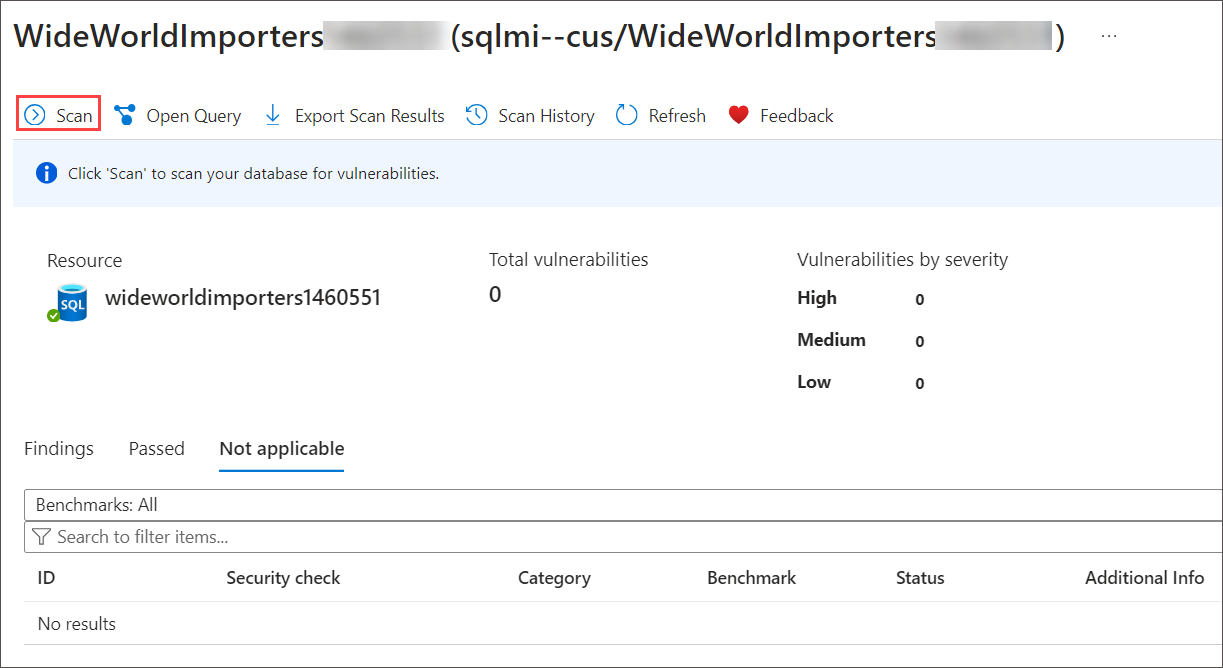 WideWorldImporters (sqlmi--cus/WideWorldImporters ) ...
Scan Open Query Export Scan Results Scan History Refresh Feedback
Click 'Scan' to scan your database for vulnerabilities.
Resource Total vulnerabilities Vulnerabilities by severity
SQL wideworldimporters1460551 0 High 0
Medium 0
Low 0
Findings Passed Not applicable
Benchmarks: All
Search to filter items...
ID Security check Category Benchmark Status Additional Info
No results